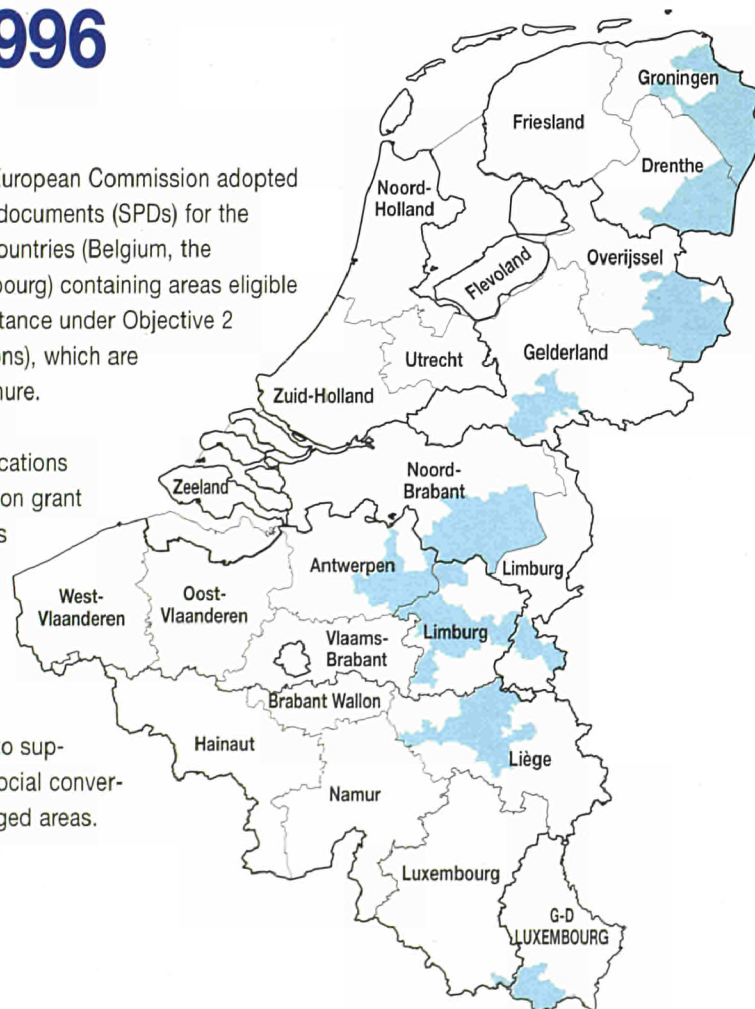 996
European Commission adopted
documents (SPDs) for the
ountries (Belgium, the
bourg) containing areas eligible
tance under Objective 2
ons), which are
hure.
cations
on grant
s
to sup-
ocial conver-
ged areas.
Groningen
Friesland
Drenthe
Noord-
Holland
Overijssel
Flevoland
Utrecht
Gelderland
Zuid-Holland
Noord-
Brabant
Zeeland
Antwerpen
Limburg
West-
Vlaanderen
Oost-
Vlaanderen
Limburg
Vlaams-
Brabant
Brabant Wallon
Hainaut
Liège
Namur
Luxembourg
G-D
LUXEMBOURG